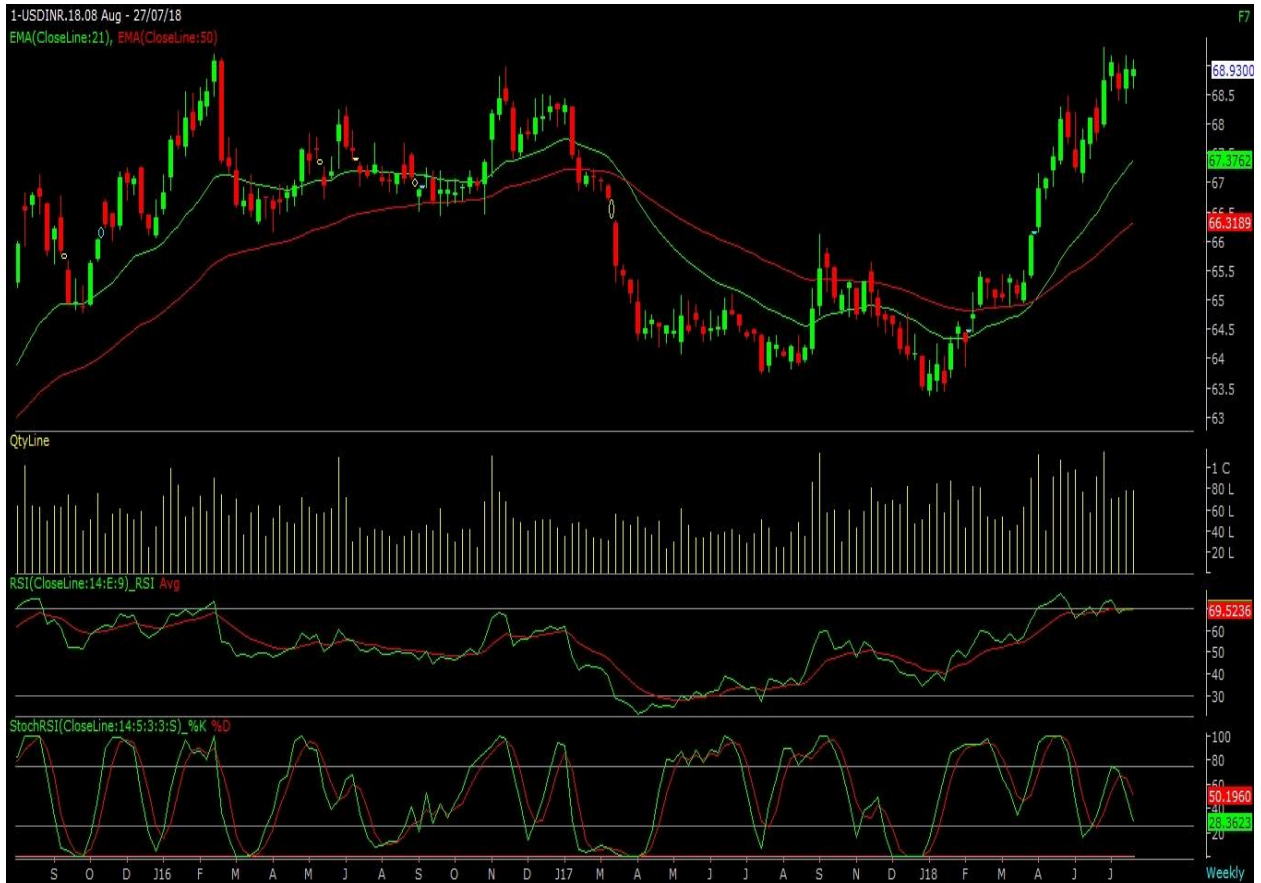 1-USDINR.18.08 Aug - 27/07/18
F7
EMA(CloseLine:21), EMA(CloseLine:50)
68.9300
68.5
68
67.3762
67
66.3189
66
65.5
65
64.5
64
63.5
63
QtyLine
1 C
80 L
60 L
40 L
20 L
RSI(CloseLine:14:E:9)_RSI Avg
69.5236
60
50
40
30
StochRSI(CloseLine:14:5:3:3:S)_%K %D
100
80
60
50.1960
40
28.3623
20
S O D J16 F M A M J A S O D J17 M A M J A S N D J18 F M A J J
Weekly